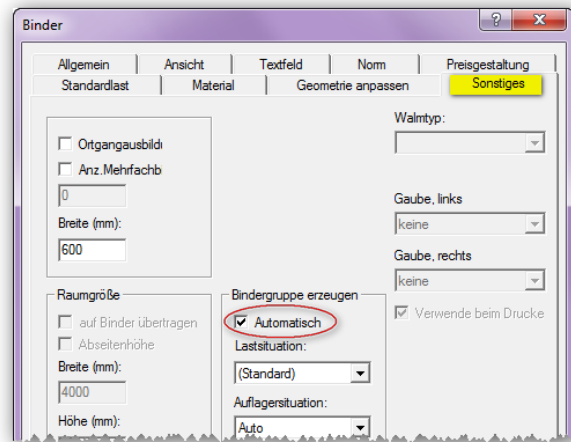 Binder
Allgemein Ansicht Textfeld Norm Preisgestaltung
Standardlast Material Geometrie anpassen Sonstiges
Ortgangausbild
Anz.Mehrfachb
0
Breite (mm):
600
Walmtyp:
Gaube, links
keine
Gaube, rechts
keine
Verwende beim Drucke
Raumgröße
auf Binder übertragen
Abseitenhöhe
Breite (mm):
4000
Höhe (mm):
Bindergruppe erzeugen
Automatisch
Lastsituation:
(Standard)
Auflagersituation:
Auto